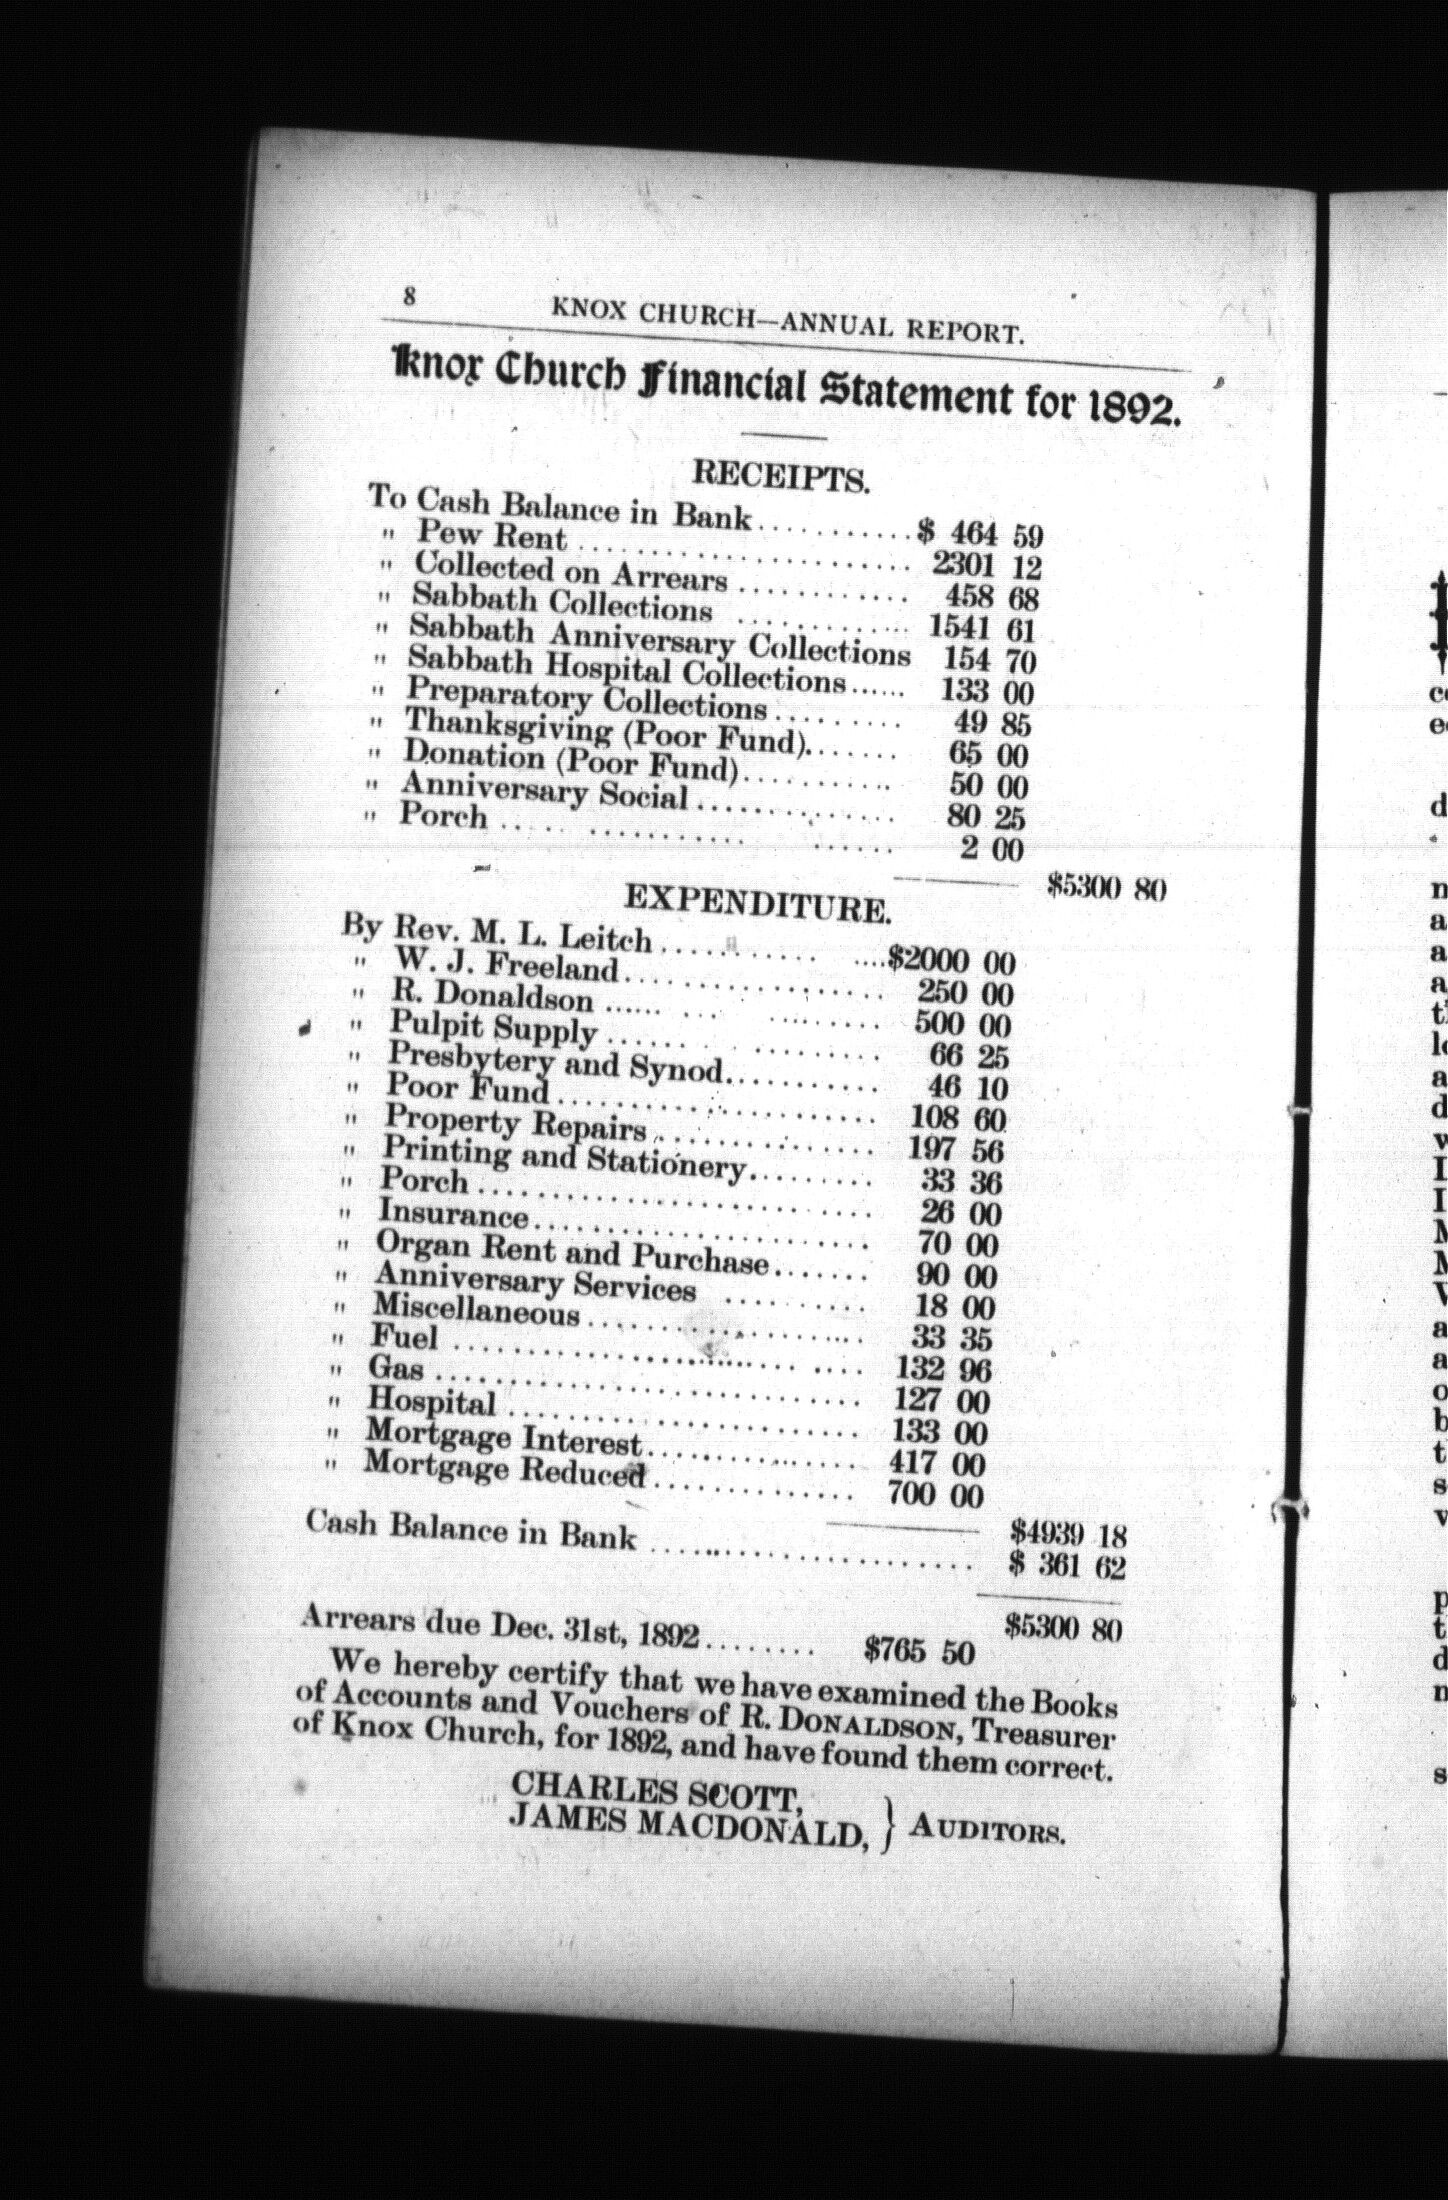 8 KNOX CHURCH—ANNUAL REPORT.
Knox Church Financial Statement for 1892.
RECEIPTS.
To Cash Balance in Bank .......... $ 464 59
" Pew Rent .......... 2301 12
" Collected on Arrears .......... 458 68
" Sabbath Collections .......... 1541 61
" Sabbath Anniversary Collections 154 70
" Sabbath Hospital Collections ...... 133 00
" Preparatory Collections ......... 49 85
" Thanksgiving (Poor Fund) ....... 65 00
" Donation (Poor Fund) .......... 50 00
" Anniversary Social .......... 80 25
" Porch .......... 2 00
$5300 80
EXPENDITURE.
By Rev. M. L. Leitch .......... $2000 00
" W. J. Freeland .......... 250 00
" R. Donaldson .......... 500 00
" Pulpit Supply .......... 66 25
" Presbytery and Synod .......... 46 10
" Poor Fund .......... 108 60
" Property Repairs .......... 197 56
" Printing and Stationery ......... 33 36
" Porch .......... 26 00
" Insurance .......... 70 00
" Organ Rent and Purchase ....... 90 00
" Anniversary Services .......... 18 00
" Miscellaneous .......... 33 35
" Fuel .......... 132 96
" Gas .......... 127 00
" Hospital .......... 133 00
" Mortgage Interest .......... 417 00
" Mortgage Reduced .......... 700 00
$4939 18
Cash Balance in Bank .......... $ 361 62
$5300 80
Arrears due Dec. 31st, 1892 ........ $765 50
We hereby certify that we have examined the Books
of Accounts and Vouchers of R. DONALDSON, Treasurer
of Knox Church, for 1892, and have found them correct.
CHARLES SCOTT,
JAMES MACDONALD, } AUDITORS.